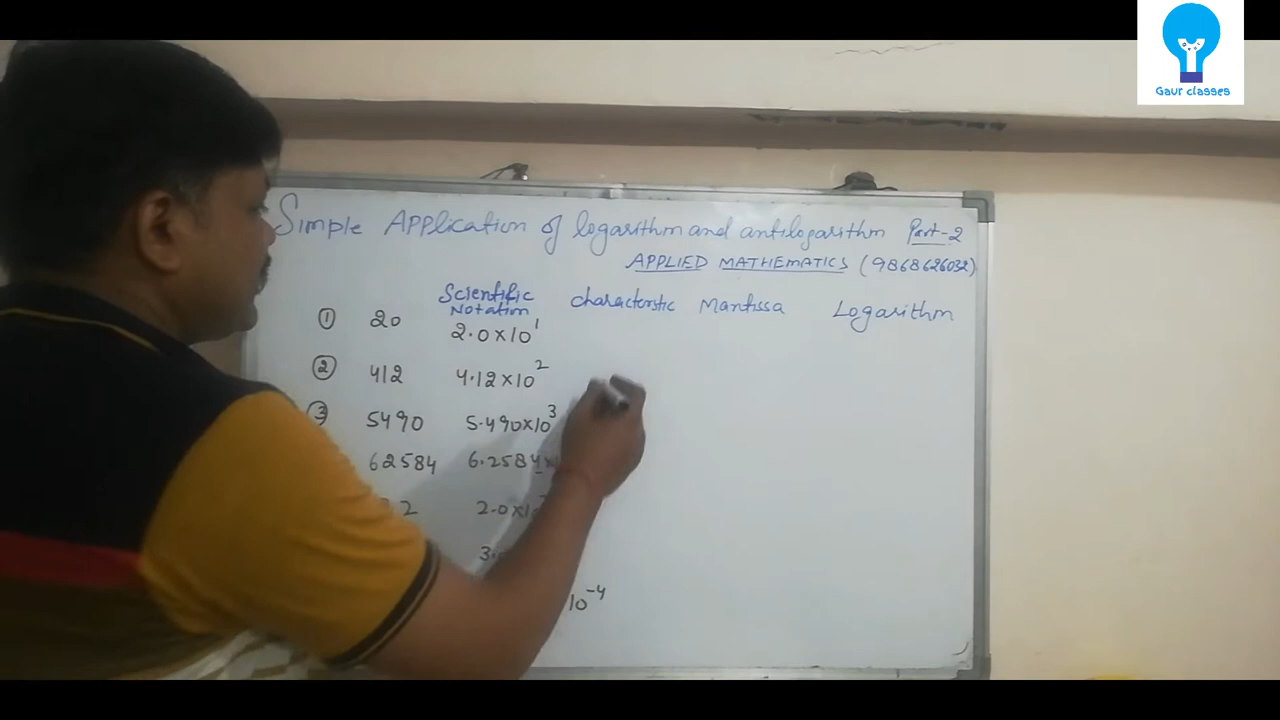 Gaur classes
Simple Application of logarithm and antilogarithm Part-2
APPLIED MATHEMATICS (9868626032)
Scientific Notation characterstic Mantissa Logarithm
① 20 2.0×10¹
② 412 4.12×10²
③ 5490 5.490×10³
62584 6.2584×
2 2.0×10
3.
10⁻⁴